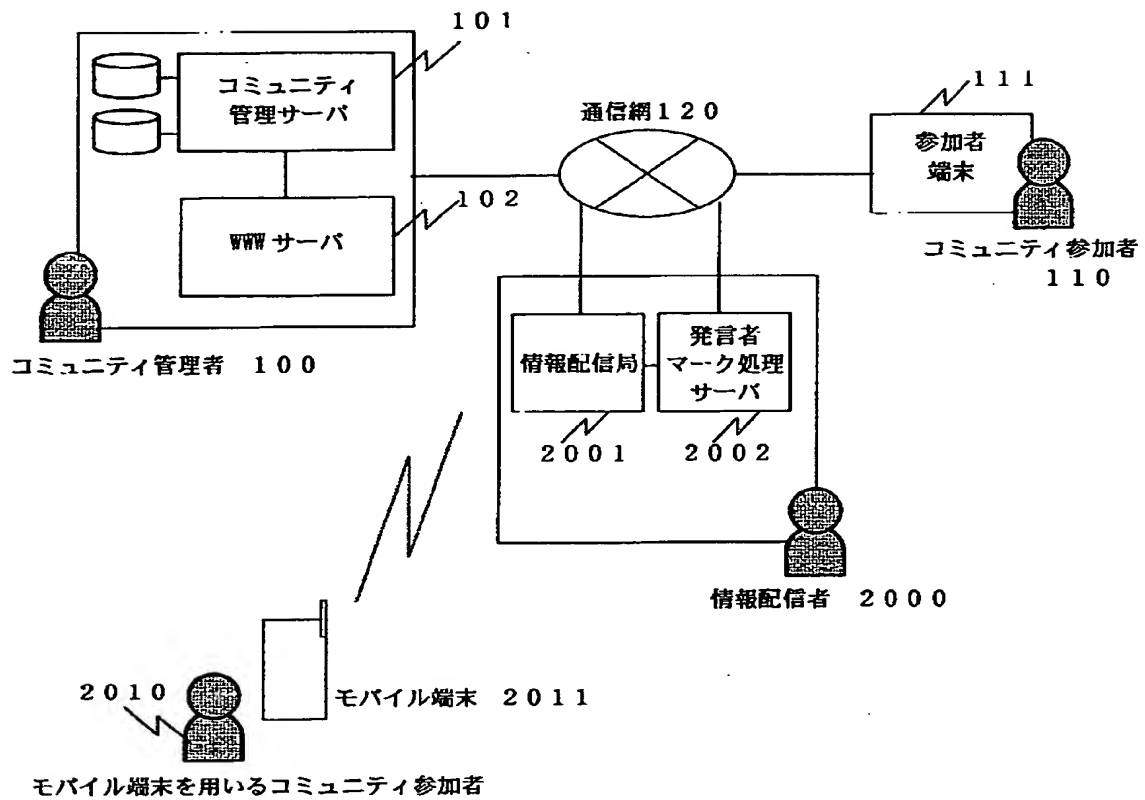 １０１
コミュニティ
管理サーバ
１０２
WWW サーバ
コミュニティ管理者 １００
通信網１２０
１１１
参加者
端末
コミュニティ参加者
１１０
情報配信局
発言者
マーク処理
サーバ
２００１
２００２
情報配信者 ２０００
２０１０
モバイル端末 ２０１１
モバイル端末を用いるコミュニティ参加者